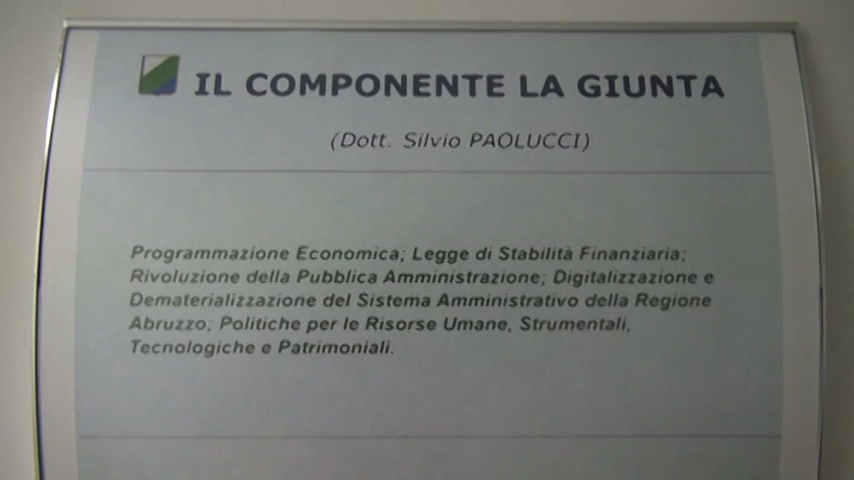 IL COMPONENTE LA GIUNTA
(Dott. Silvio PAOLUCCI)
Programmazione Economica; Legge di Stabilità Finanziaria;
Rivoluzione della Pubblica Amministrazione; Digitalizzazione e
Dematerializzazione del Sistema Amministrativo della Regione
Abruzzo; Politiche per le Risorse Umane, Strumentali,
Tecnologiche e Patrimoniali.